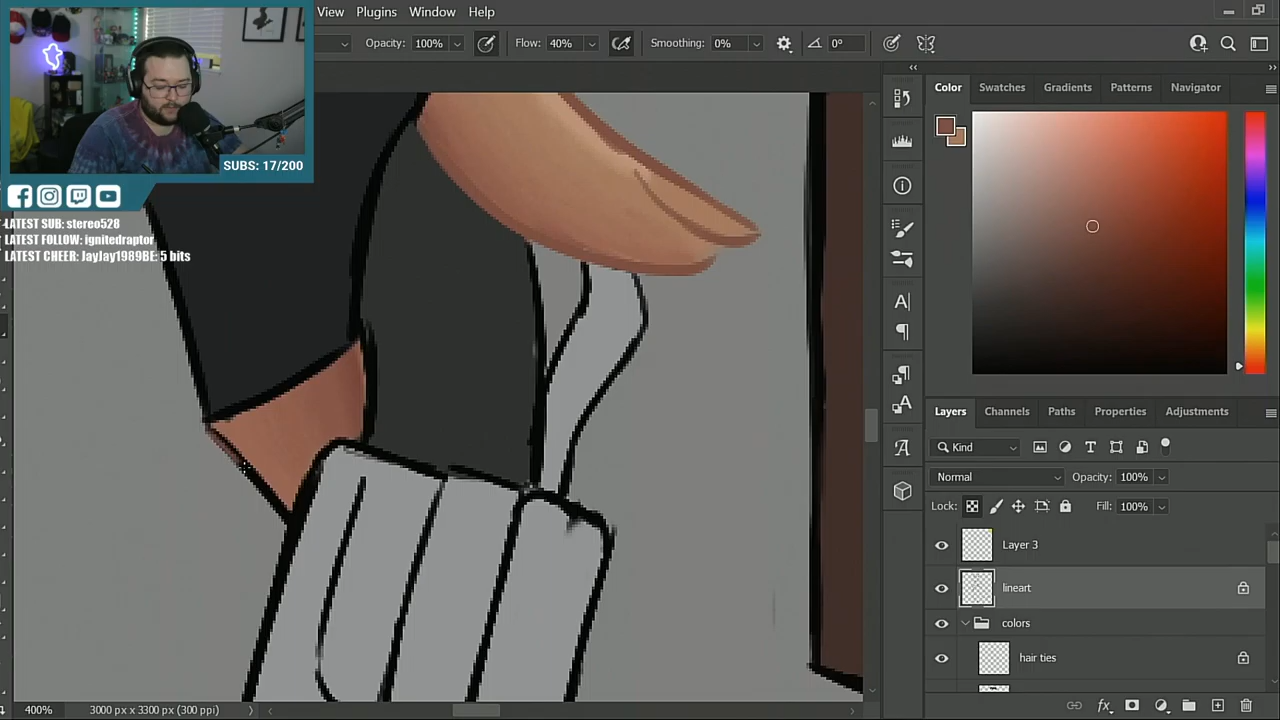 View Plugins Window Help
Opacity: 100% Flow: 40% Smoothing: 0% 0°
SUBS: 17/200
LATEST SUB: stereo528
LATEST FOLLOW: ignitedraptor
LATEST CHEER: JayJay1989BE: 5 bits
Color Swatches Gradients Patterns Navigator
Layers Channels Paths Properties Adjustments
Kind
Normal Opacity: 100%
Lock: Fill: 100%
Layer 3
lineart
colors
hair ties
400% 3000 px x 3300 px (300 ppi)